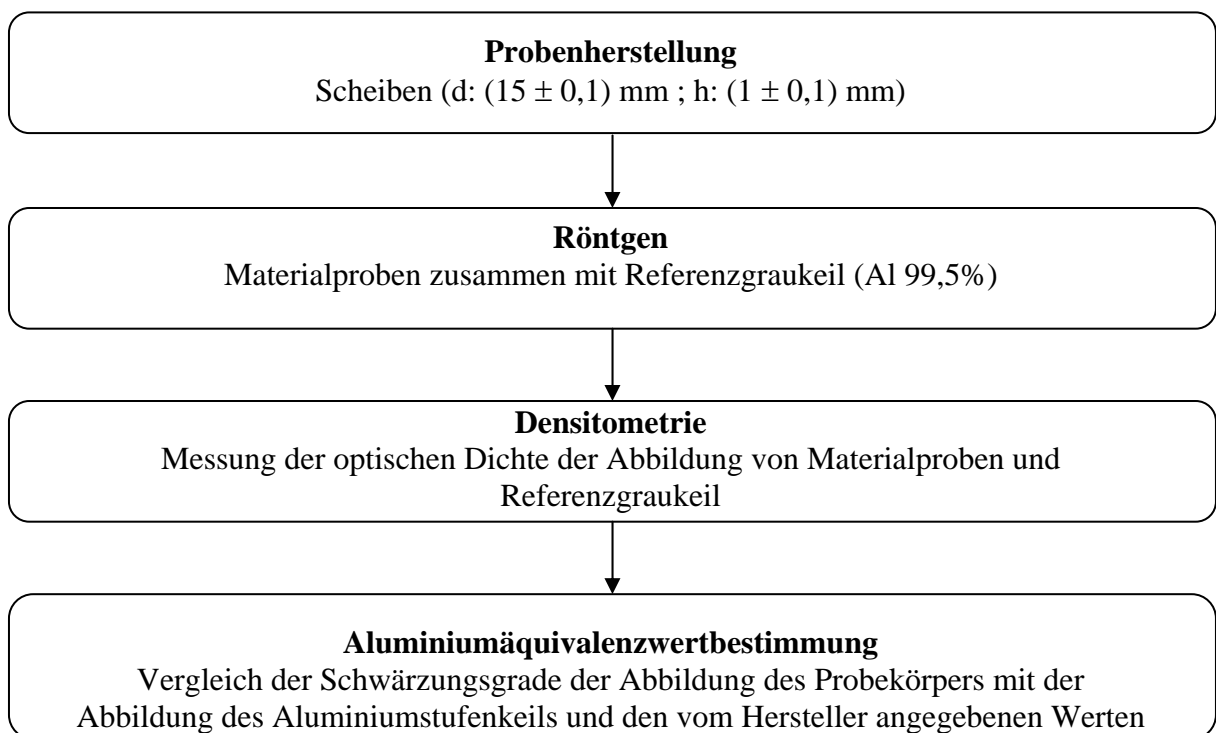 Probenherstellung
Scheiben (d: (15 ± 0,1) mm ; h: (1 ± 0,1) mm)
Röntgen
Materialproben zusammen mit Referenzgraukeil (Al 99,5%)
Densitometrie
Messung der optischen Dichte der Abbildung von Materialproben und
Referenzgraukeil
Aluminiumäquivalenzwertbestimmung
Vergleich der Schwärzungsgrade der Abbildung des Probekörpers mit der
Abbildung des Aluminiumstufenkeils und den vom Hersteller angegebenen Werten